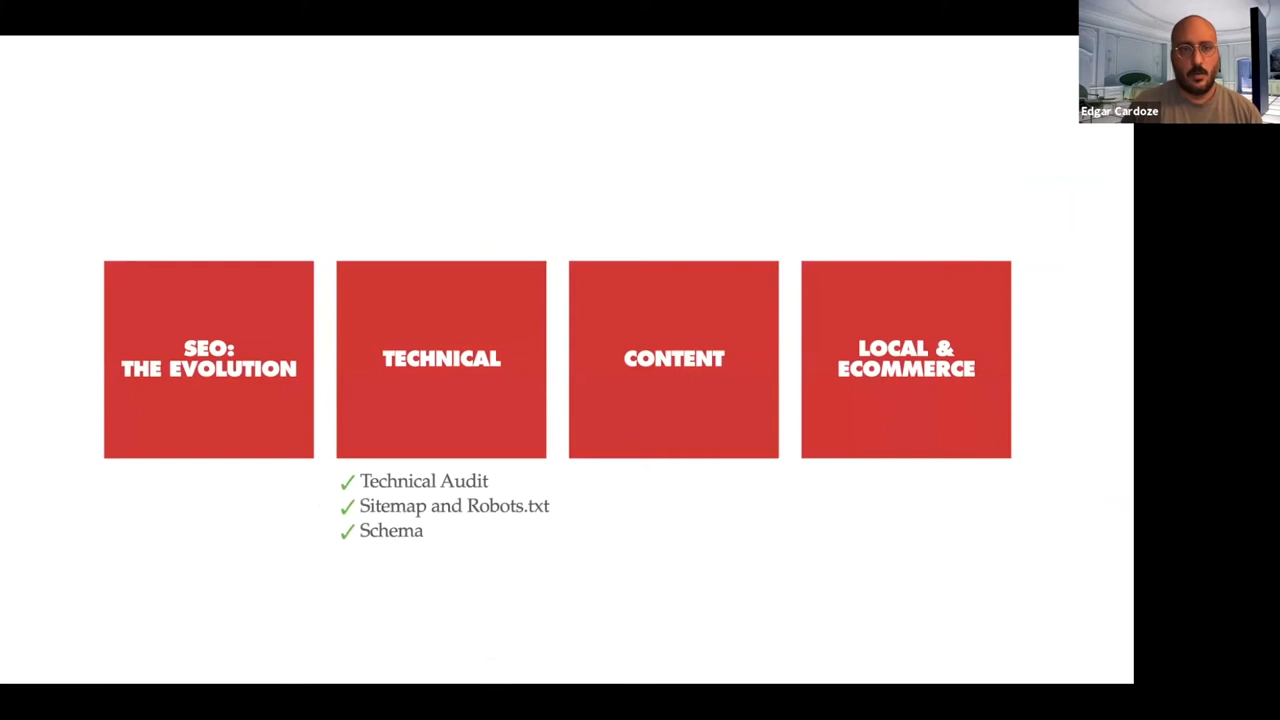 Edgar Cardoze
SEO:
THE EVOLUTION
TECHNICAL
CONTENT
LOCAL &
ECOMMERCE
✓ Technical Audit
✓ Sitemap and Robots.txt
✓ Schema